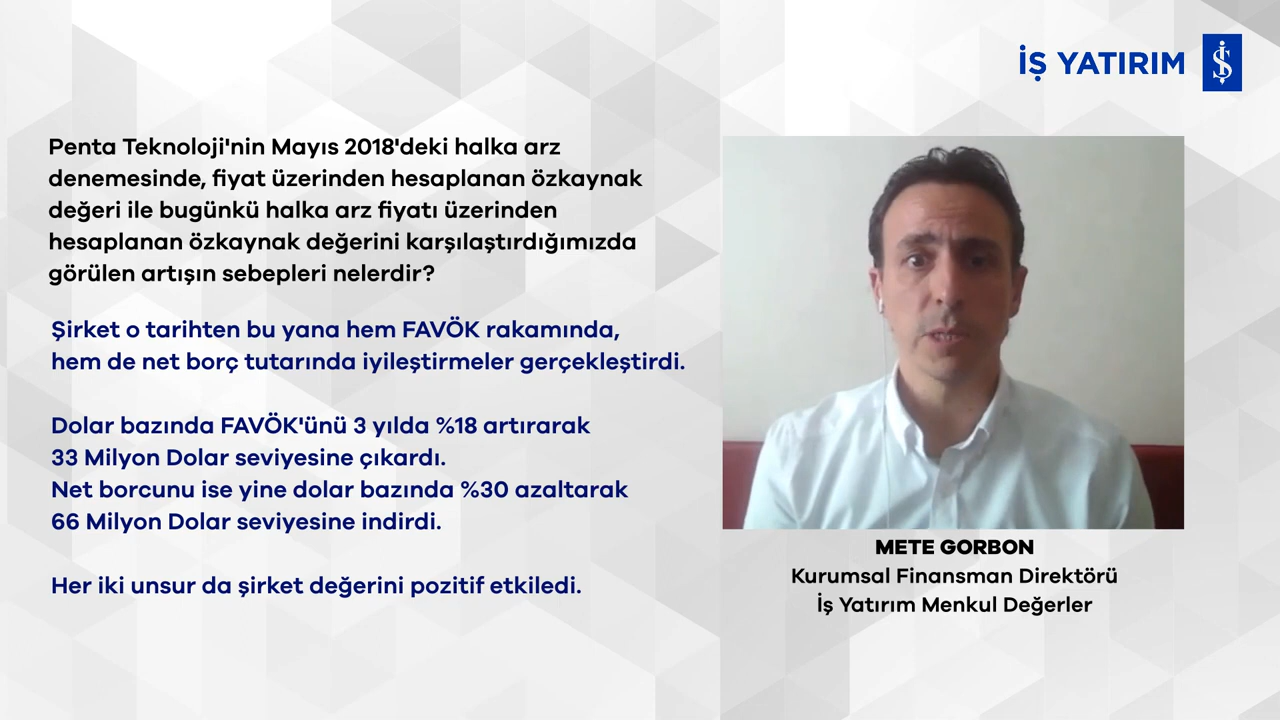 İŞ YATIRIM
Penta Teknoloji'nin Mayıs 2018'deki halka arz
denemesinde, fiyat üzerinden hesaplanan özkaynak
değeri ile bugünkü halka arz fiyatı üzerinden
hesaplanan özkaynak değerini karşılaştırdığımızda
görülen artışın sebepleri nelerdir?
Şirket o tarihten bu yana hem FAVÖK rakamında,
hem de net borç tutarında iyileştirmeler gerçekleştirdi.
Dolar bazında FAVÖK'ünü 3 yılda %18 artırarak
33 Milyon Dolar seviyesine çıkardı.
Net borcunu ise yine dolar bazında %30 azaltarak
66 Milyon Dolar seviyesine indirdi.
Her iki unsur da şirket değerini pozitif etkiledi.
METE GORBON
Kurumsal Finansman Direktörü
İş Yatırım Menkul Değerler